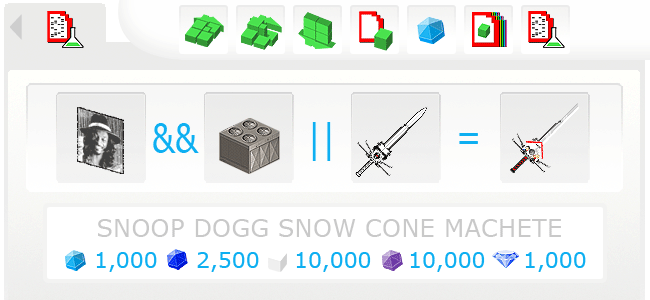 && || =
SNOOP DOGG SNOW CONE MACHETE
1,000 2,500 10,000 10,000 1,000